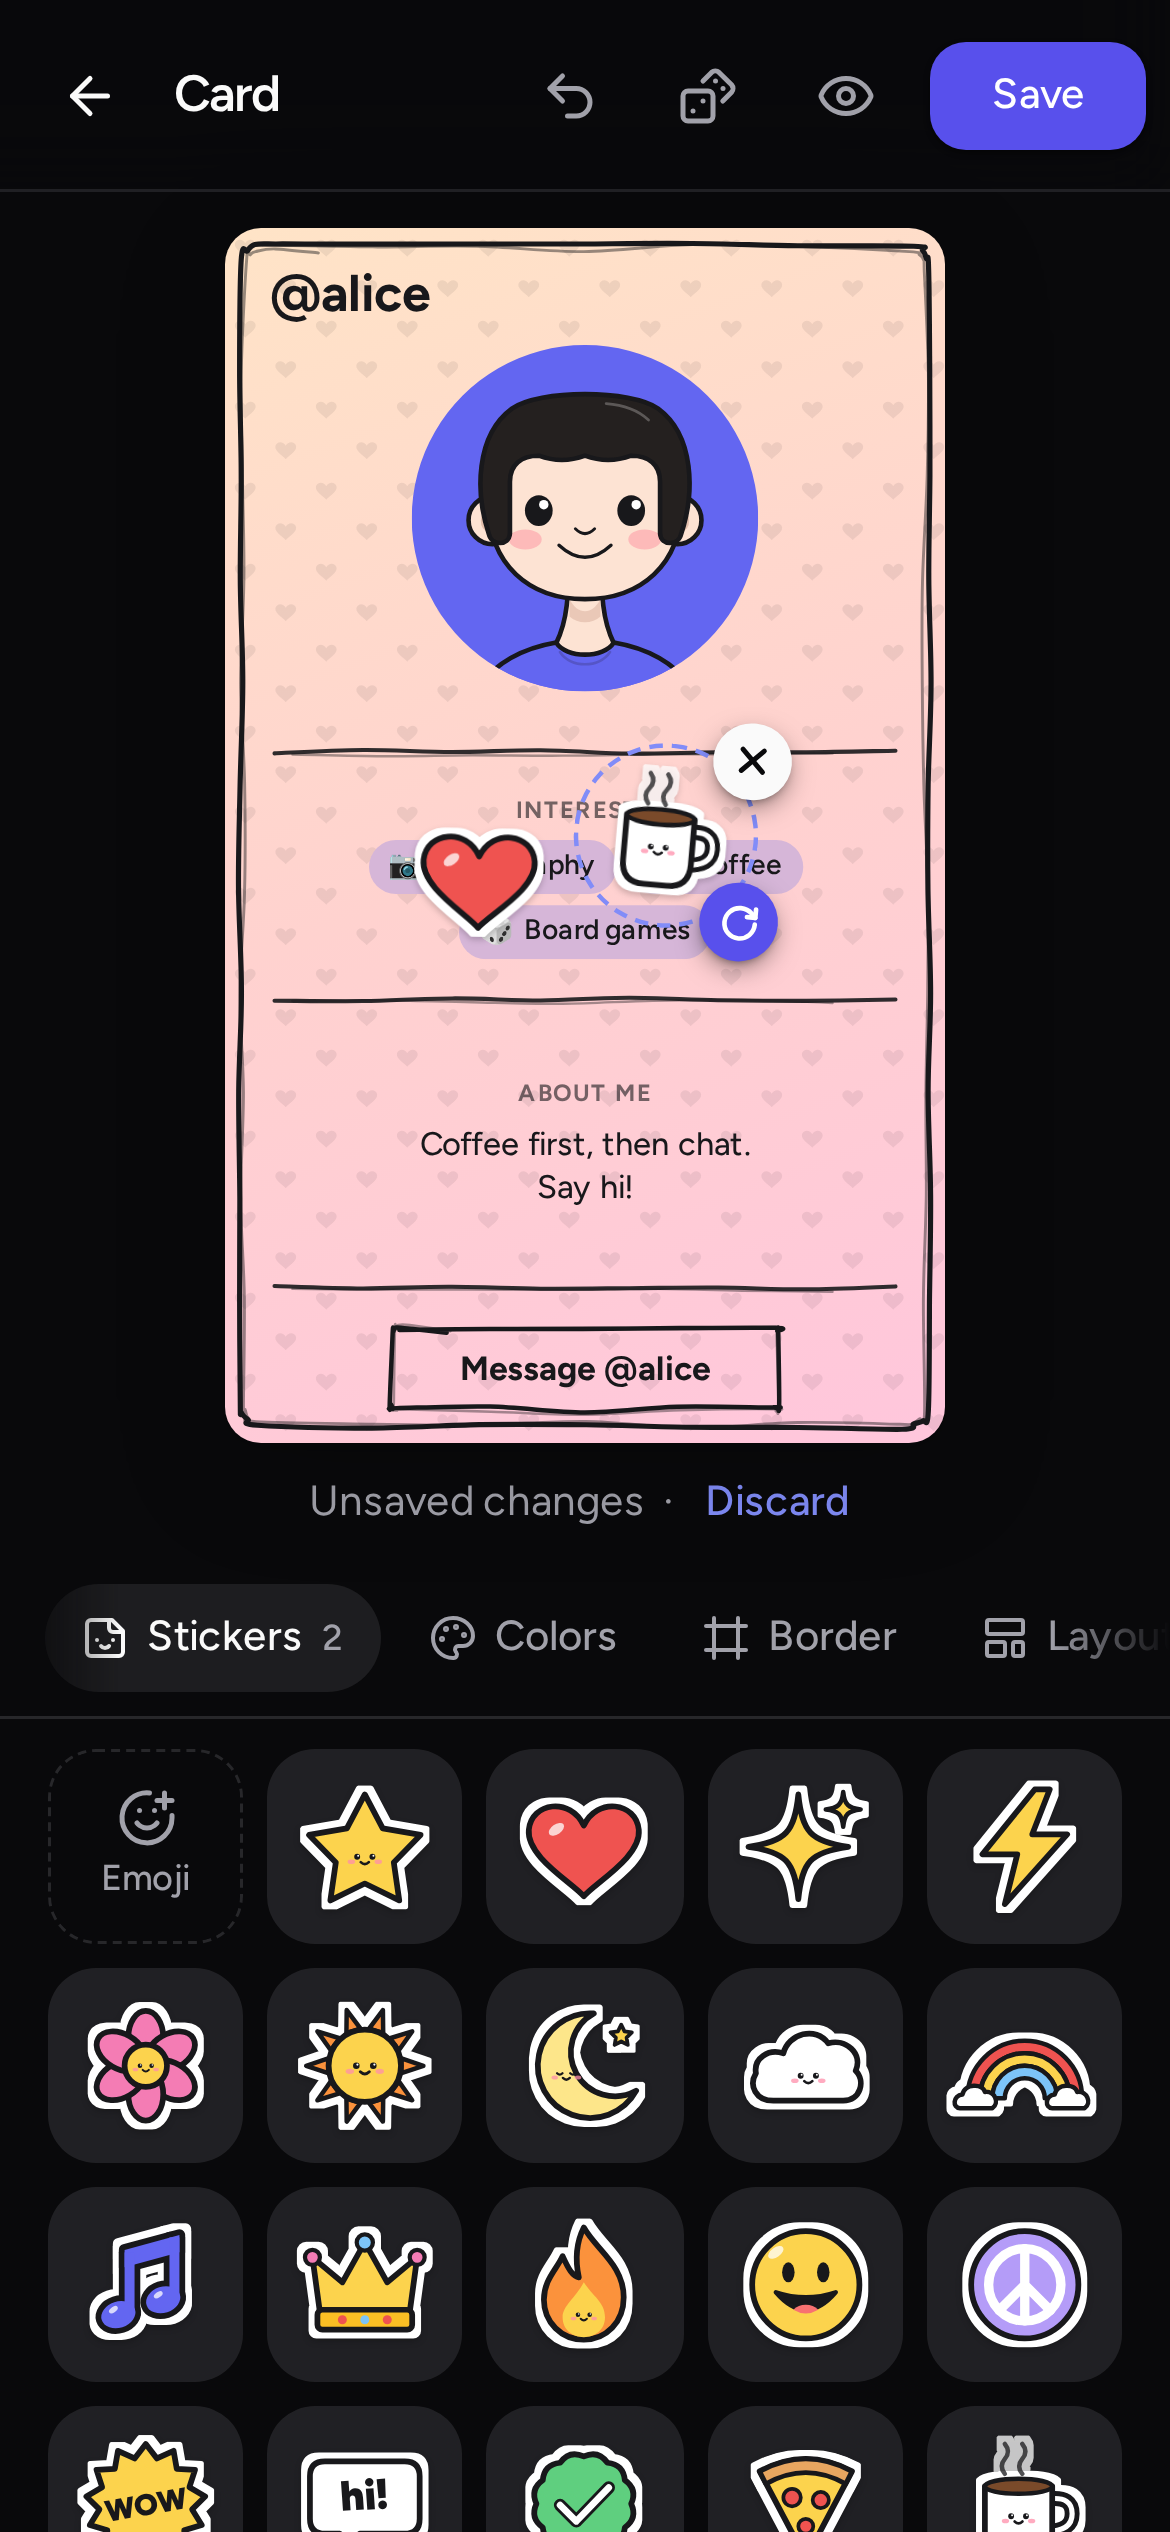 Card
Save
@alice
INTERES
phy
offee
Board games
ABOUT ME
Coffee first, then chat.
Say hi!
Message @alice
Unsaved changes · Discard
Stickers 2
Colors
Border
Layou
Emoji
WOW
hi!